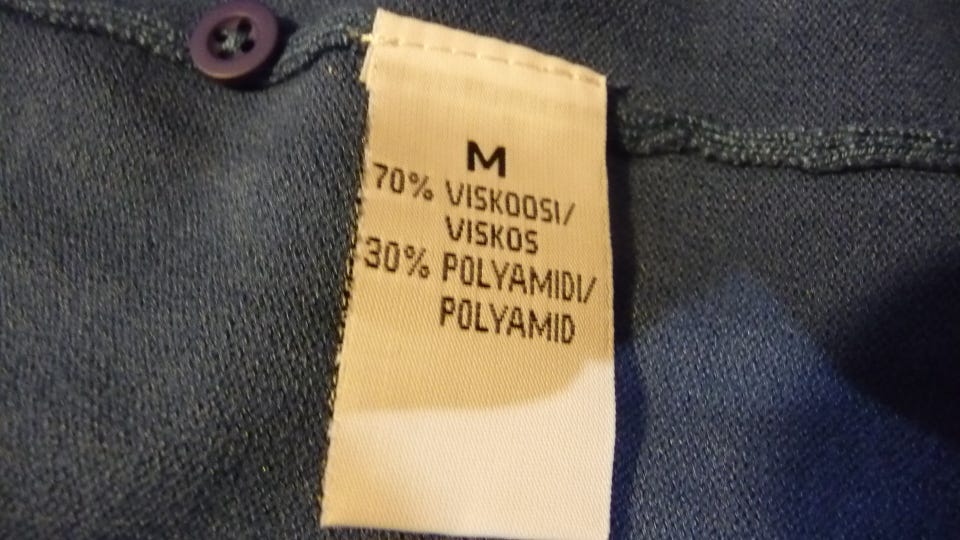 M
70% VISKOOSI/
VISKOS
30% POLYAMIDI/
POLYAMID